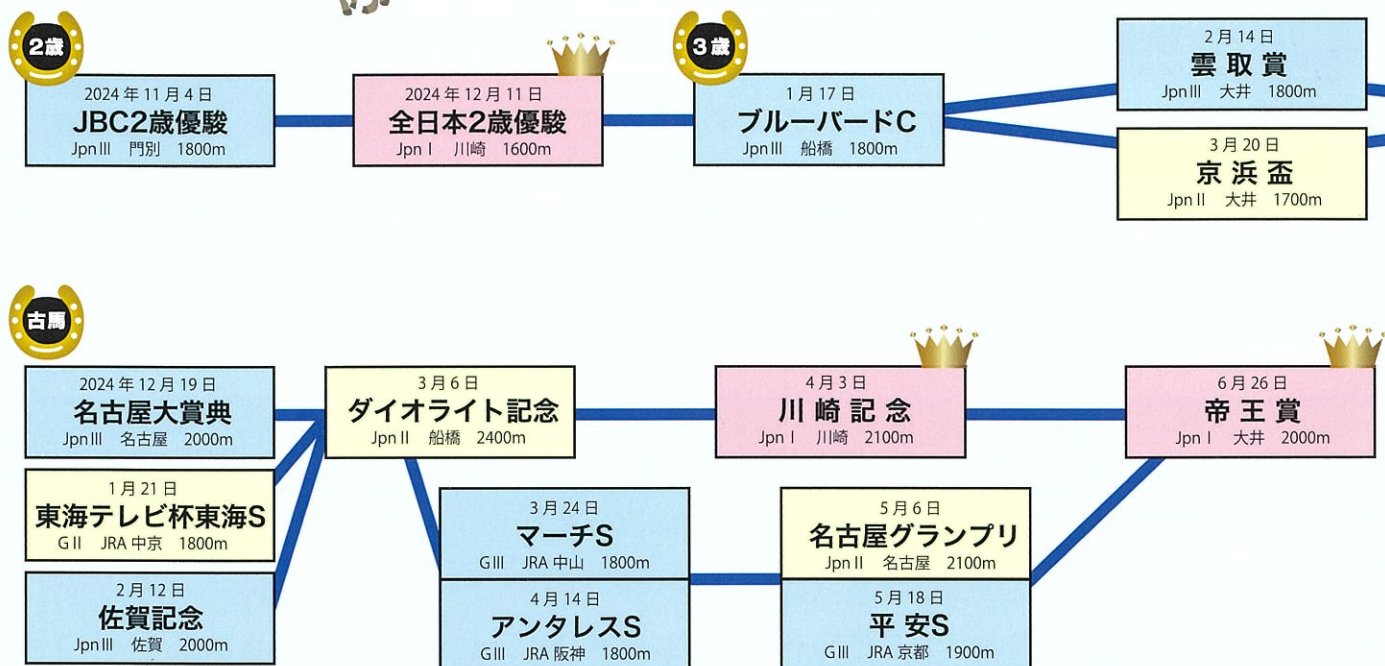 2歳
2024年11月4日
JBC2歳優駿
JpnⅢ 門別 1800m
2024年12月11日
全日本2歳優駿
JpnⅠ 川崎 1600m
3歳
1月17日
ブルーバードC
JpnⅢ 船橋 1800m
2月14日
雲取賞
JpnⅢ 大井 1800m
3月20日
京浜盃
JpnⅡ 大井 1700m
古馬
2024年12月19日
名古屋大賞典
JpnⅢ 名古屋 2000m
1月21日
東海テレビ杯東海S
GⅡ JRA中京 1800m
2月12日
佐賀記念
JpnⅢ 佐賀 2000m
3月6日
ダイオライト記念
JpnⅡ 船橋 2400m
3月24日
マーチS
GⅢ JRA中山 1800m
4月14日
アンタレスS
GⅢ JRA阪神 1800m
4月3日
川崎記念
JpnⅠ 川崎 2100m
5月6日
名古屋グランプリ
JpnⅡ 名古屋 2100m
5月18日
平安S
GⅢ JRA京都 1900m
6月26日
帝王賞
JpnⅠ 大井 2000m